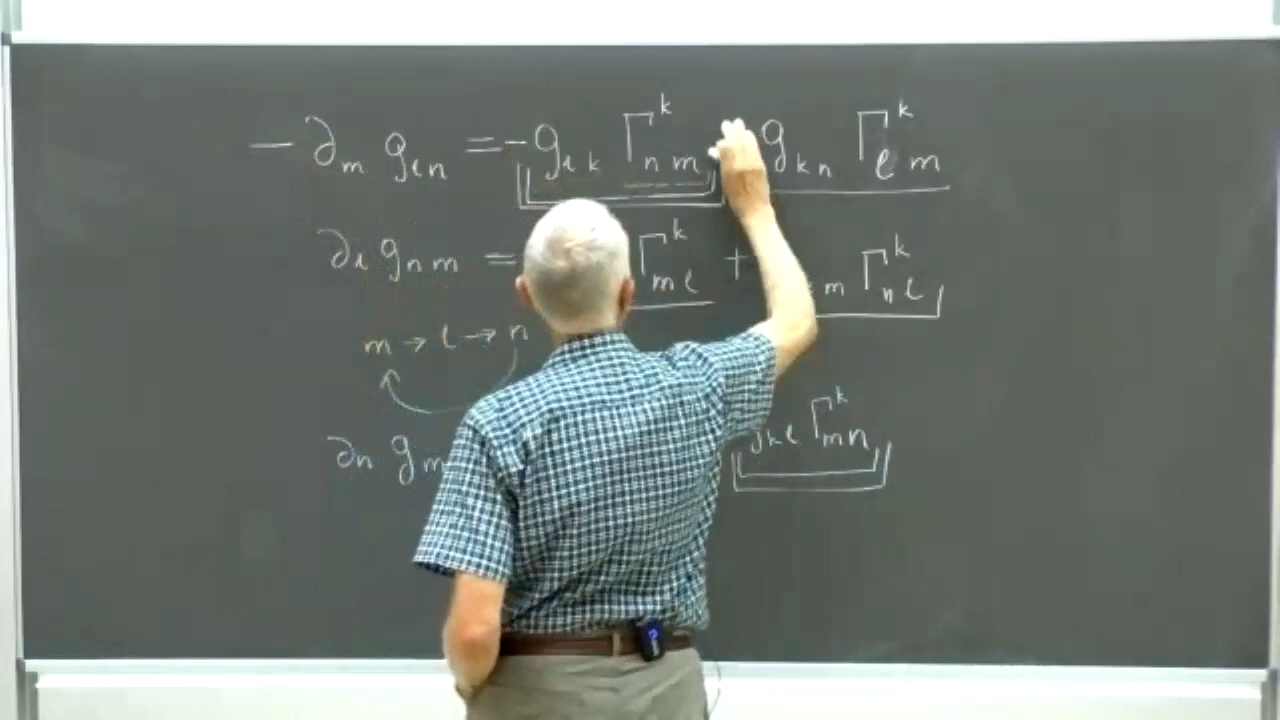 − ∂ₘ gₗₙ = − gₗₖ Γᵏₙₘ gₖₙ Γᵏₗₘ
∂ₗ gₙₘ = Γᵏₘₗ + ₘ Γᵏₙₗ
m → l → n
∂ₙ gₘ gₖₗ Γᵏₘₙ